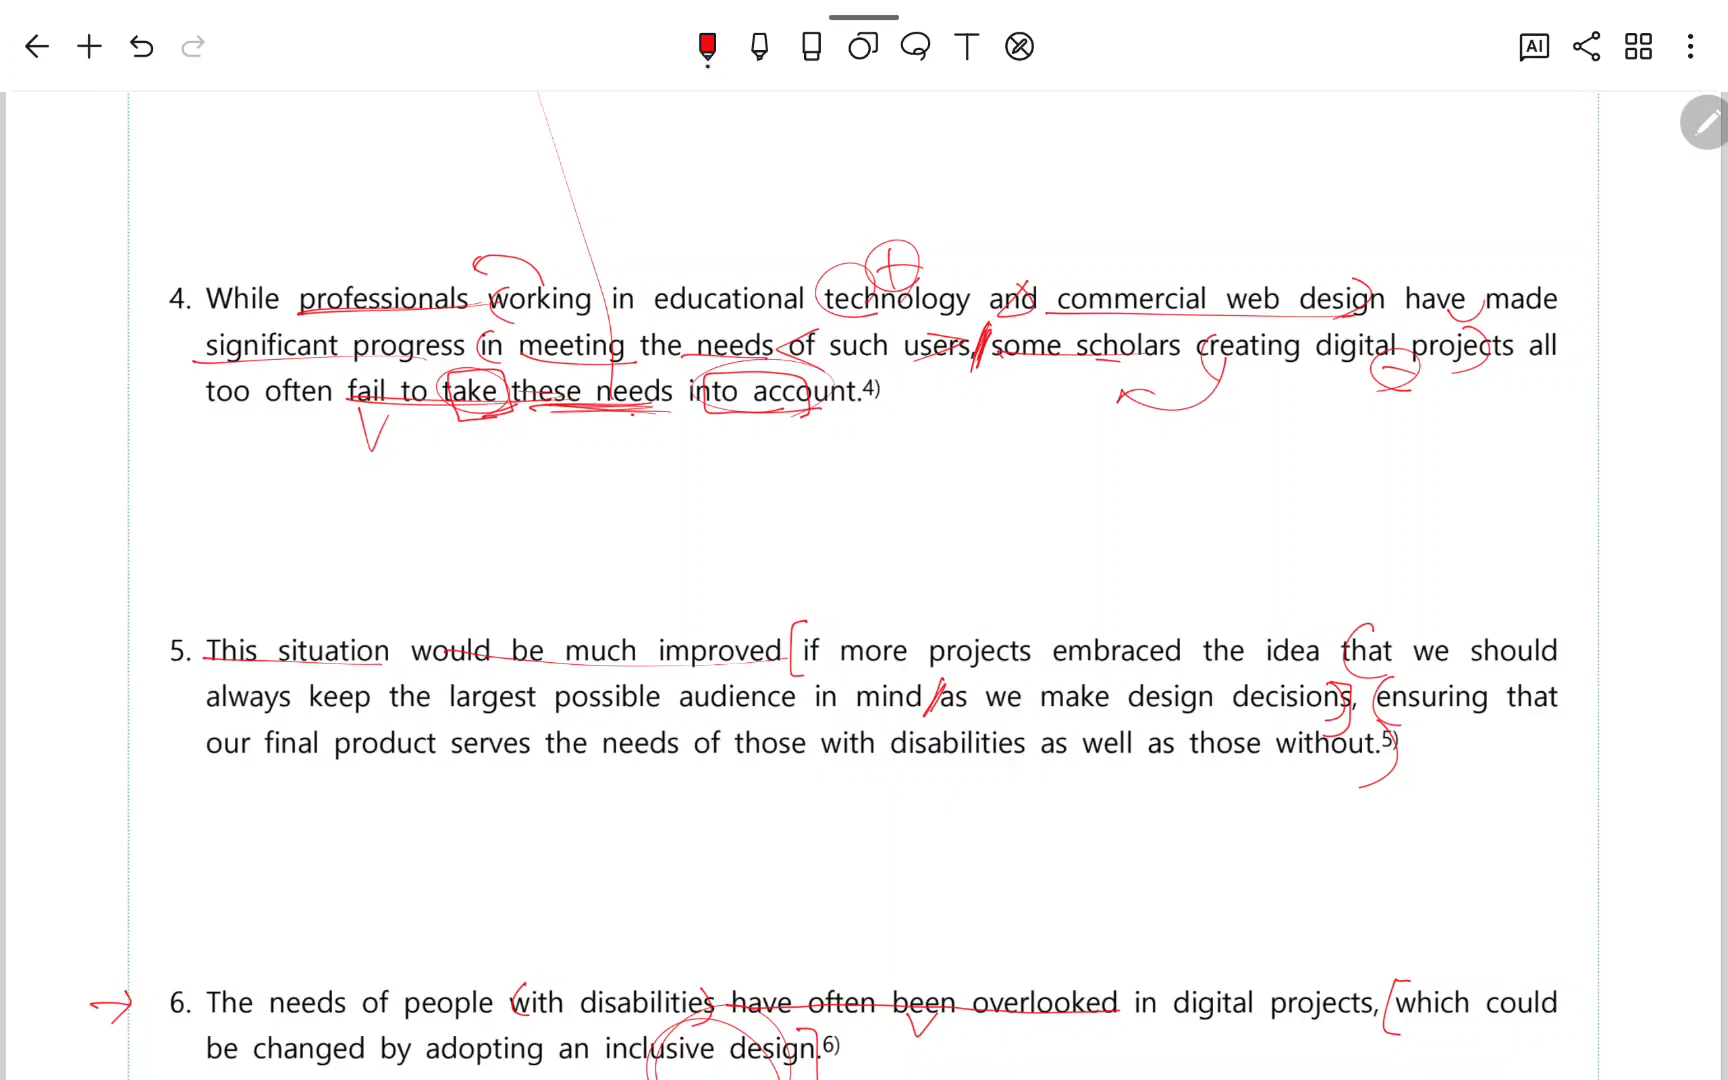 AI
T
4. While professionals working in educational technology and commercial web design have made
significant progress in meeting the needs of such users, some scholars creating digital projects all
too often fail to take these needs into account.4)
5. This situation would be much improved if more projects embraced the idea that we should
always keep the largest possible audience in mind as we make design decisions, ensuring that
our final product serves the needs of those with disabilities as well as those without.5)
6. The needs of people with disabilities have often been overlooked in digital projects, which could
be changed by adopting an inclusive design.6)